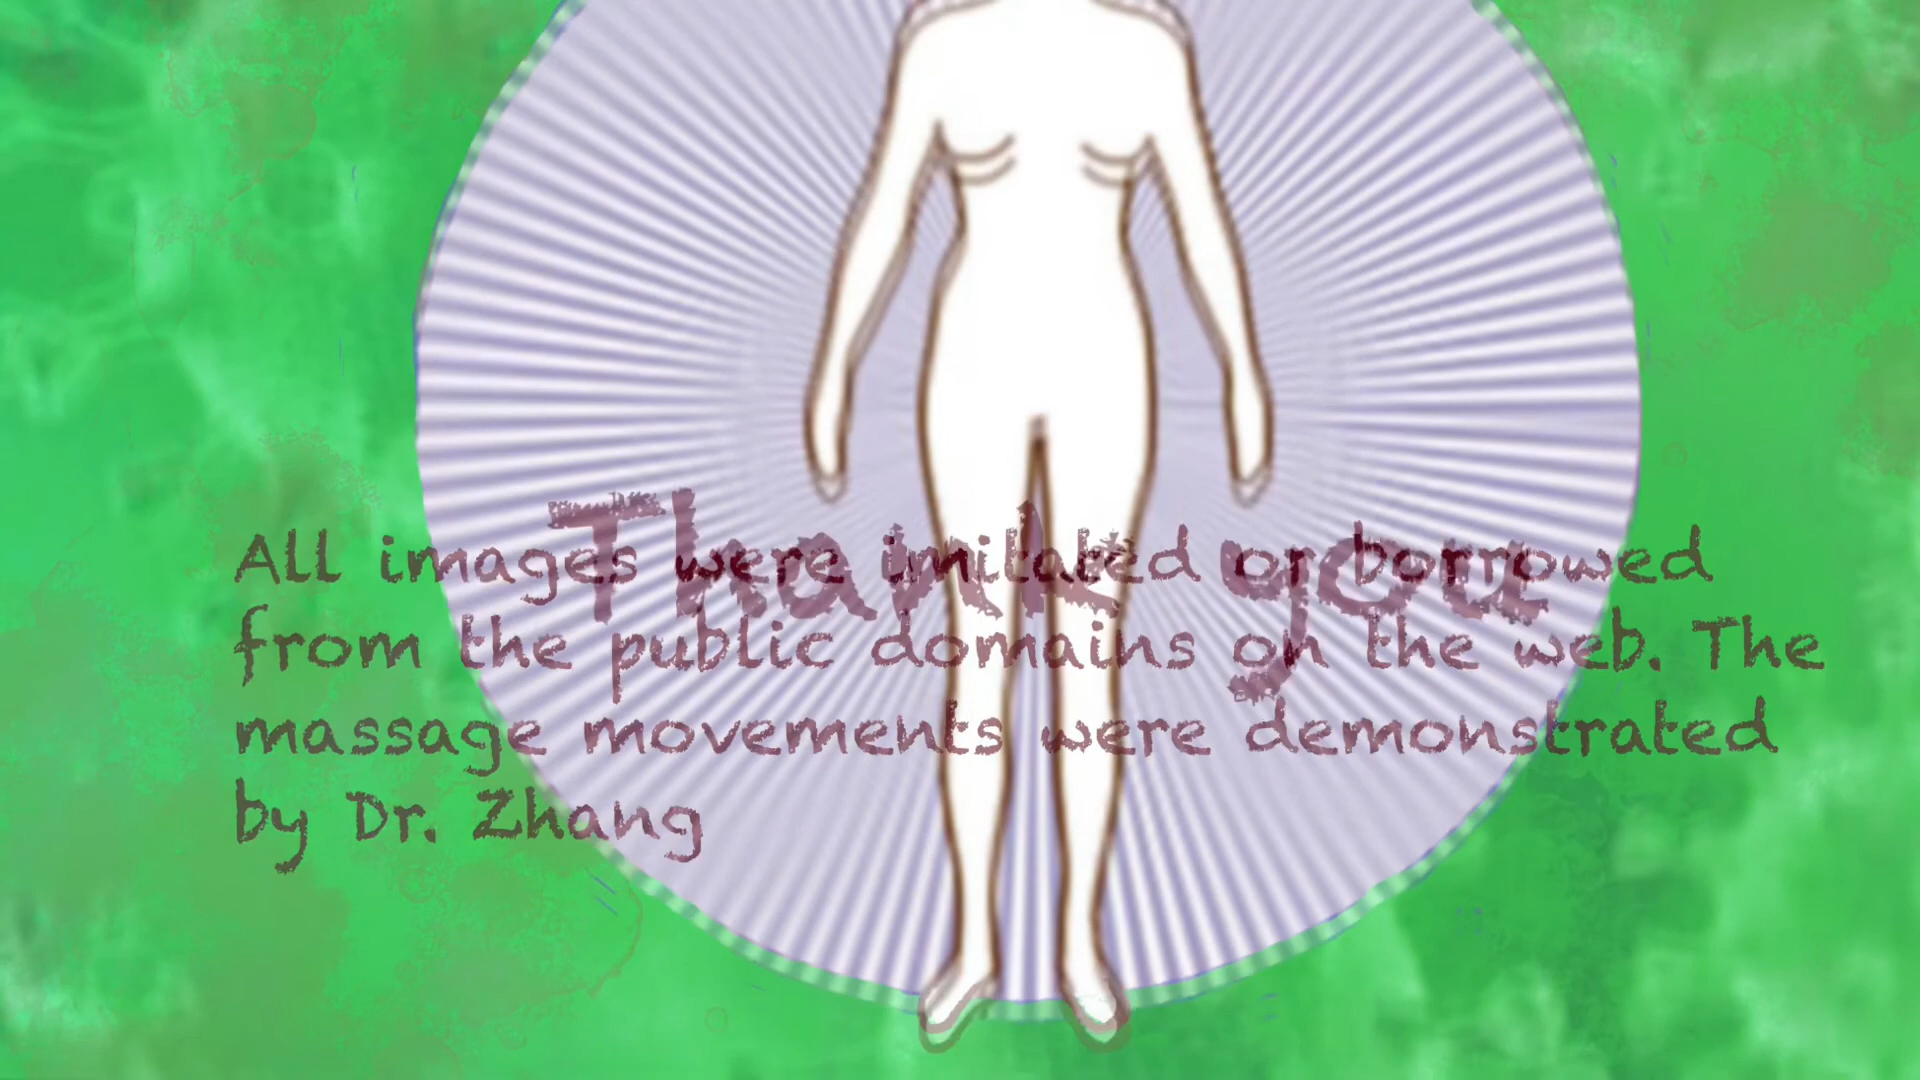 Thank you
All images were imitated or borrowed
from the public domains on the web. The
massage movements were demonstrated
by Dr. Zhang